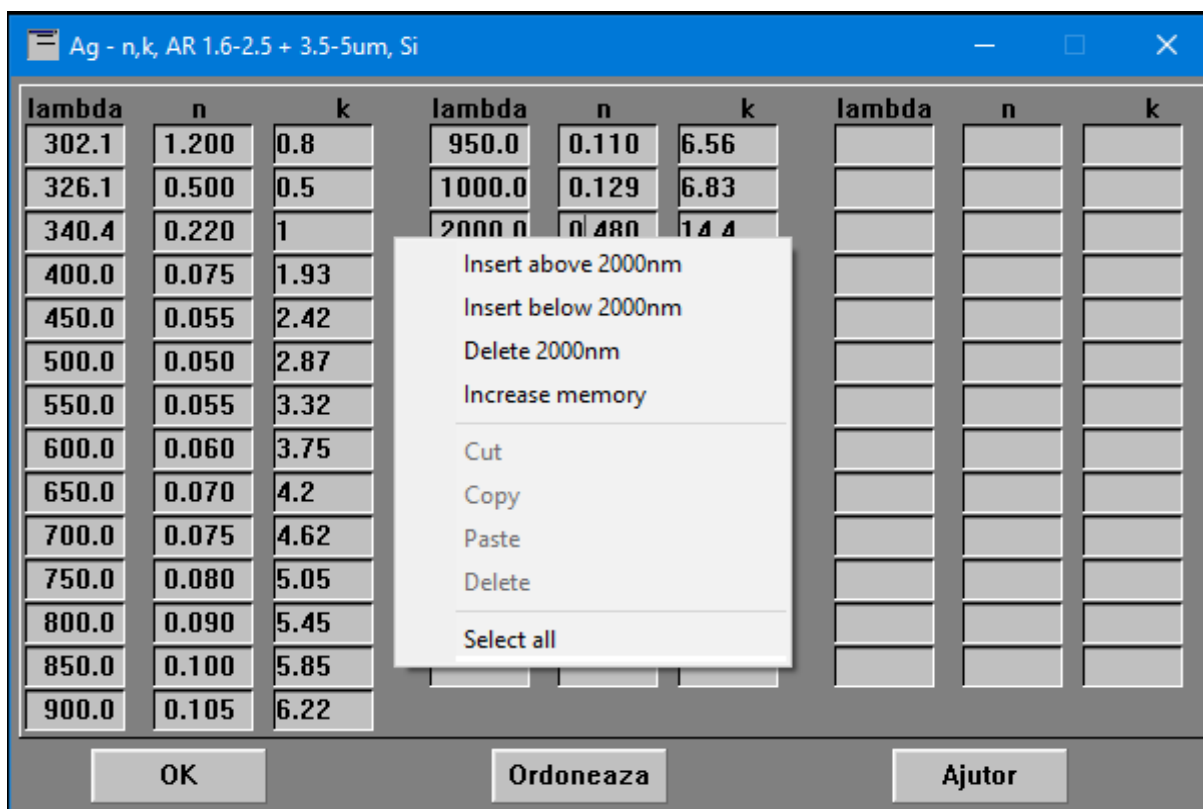 Ag - n,k, AR 1.6-2.5 + 3.5-5um, Si
lambda n k lambda n k lambda n k
302.1 1.200 0.8 950.0 0.110 6.56
326.1 0.500 0.5 1000.0 0.129 6.83
340.4 0.220 1 2000.0 0.480 14.4
400.0 0.075 1.93
450.0 0.055 2.42
500.0 0.050 2.87
550.0 0.055 3.32
600.0 0.060 3.75
650.0 0.070 4.2
700.0 0.075 4.62
750.0 0.080 5.05
800.0 0.090 5.45
850.0 0.100 5.85
900.0 0.105 6.22
Insert above 2000nm
Insert below 2000nm
Delete 2000nm
Increase memory
Cut
Copy
Paste
Delete
Select all
OK Ordoneaza Ajutor